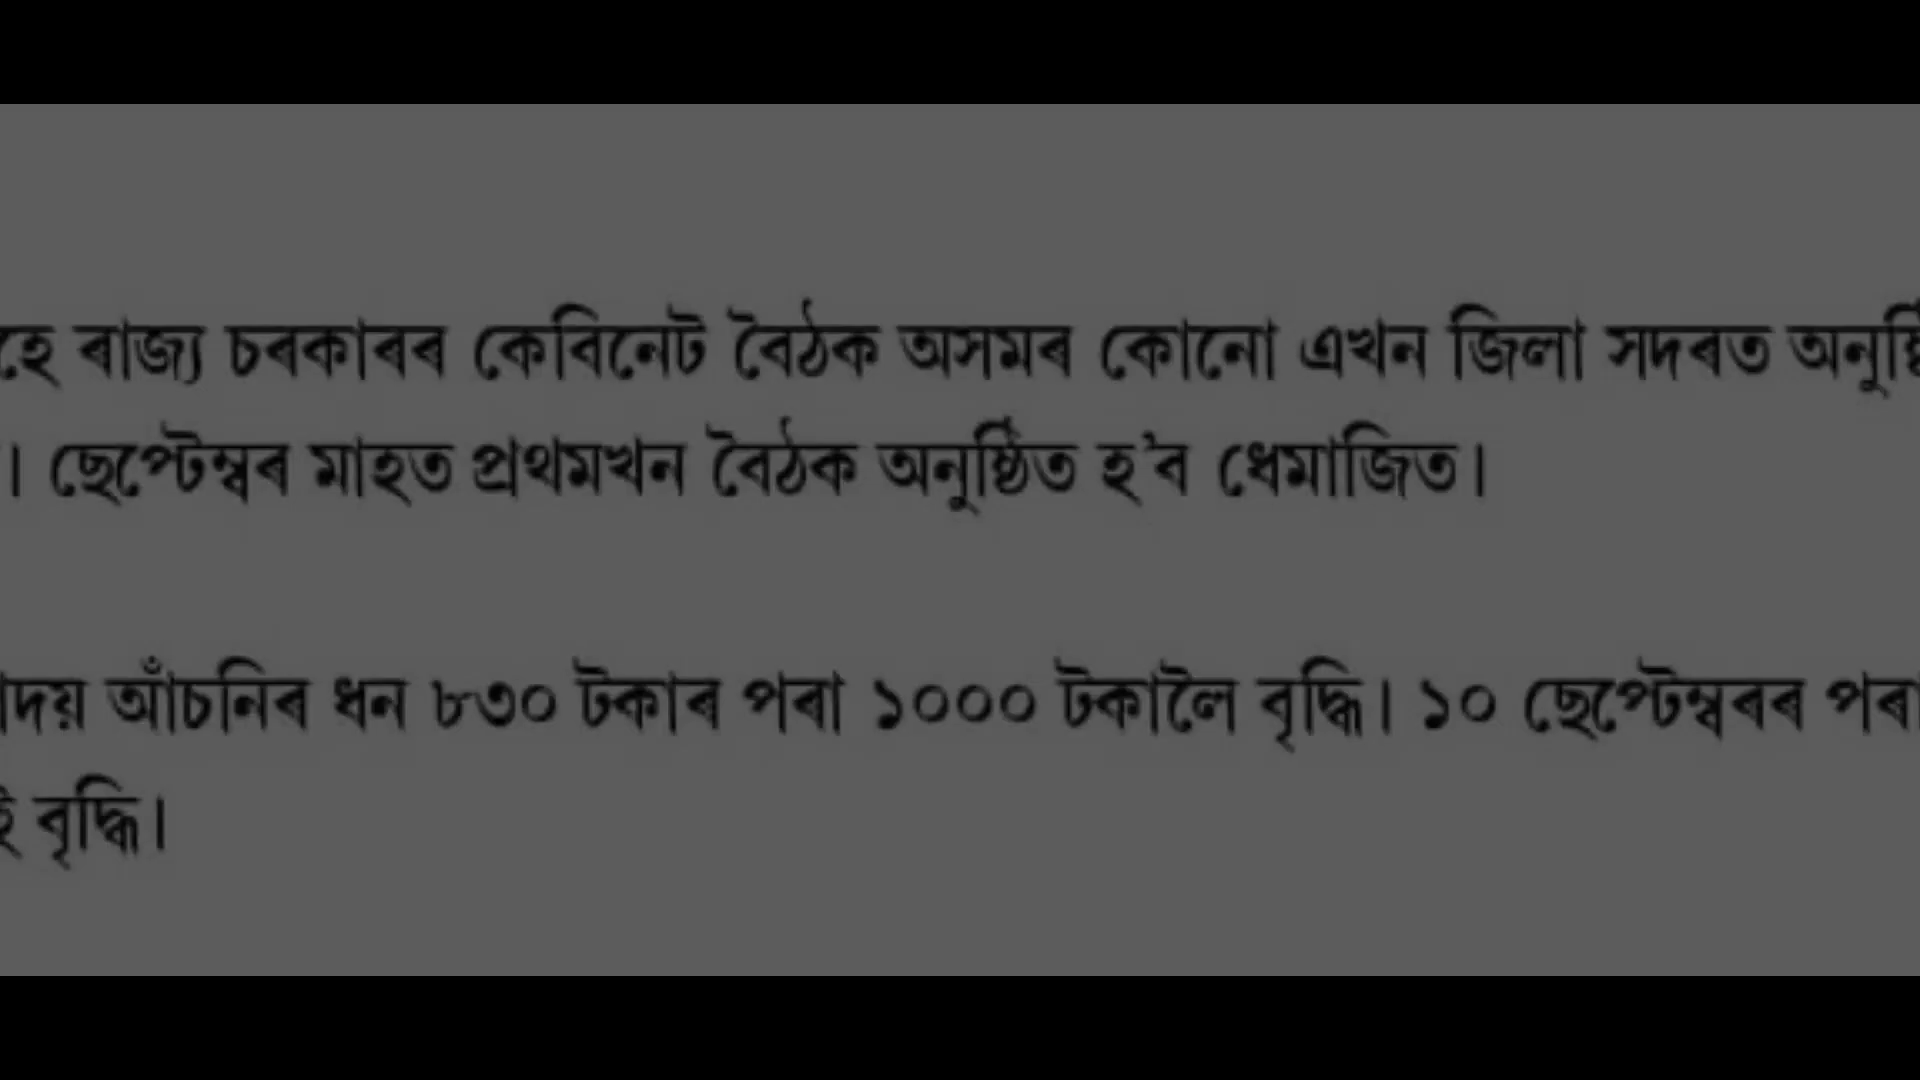 ৰাজ্য চৰকাৰৰ কেবিনেট বৈঠক অসমৰ কোনো এখন জিলা সদৰত
। ছেপ্টেম্বৰ মাহত প্ৰথমখন বৈঠক অনুষ্ঠিত হ'ব ধেমাজিত।
আঁচনিৰ ধন ৮৩০ টকাৰ পৰা ১০০০ টকালৈ বৃদ্ধি। ১০ ছেপ্টেম্বৰৰ পৰা
বৃদ্ধি।